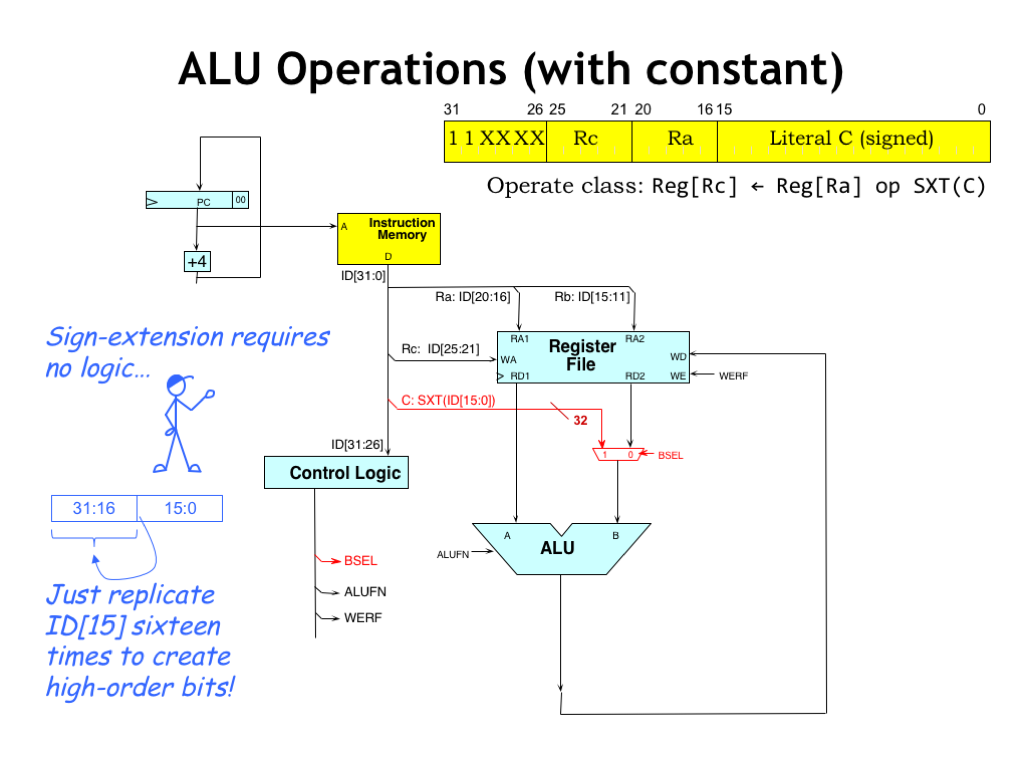 ALU Operations (with constant)
31 26 25 21 20 16 15 0
1 1 XX XX Rc Ra Literal C (signed)
Operate class: Reg[Rc] ← Reg[Ra] op SXT(C)
PC 00
+4
A Instruction
Memory
D
ID[31:0]
Ra: ID[20:16] Rb: ID[15:11]
Sign-extension requires
no logic…
RA1 RA2
Register
File
Rc: ID[25:21]
WA WD
RD1 RD2 WE WERF
C: SXT(ID[15:0])
32
ID[31:26]
1 0 BSEL
Control Logic
31:16 15:0
A B
ALU
ALUFN
BSEL
ALUFN
WERF
Just replicate
ID[15] sixteen
times to create
high-order bits!